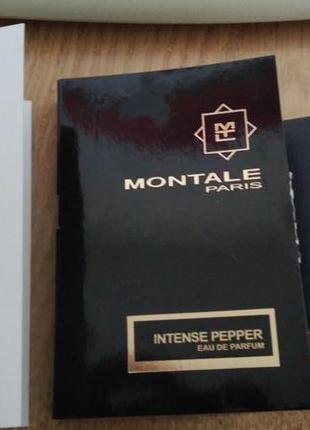 MONTALE
PARIS
INTENSE PEPPER
EAU DE PARFUM